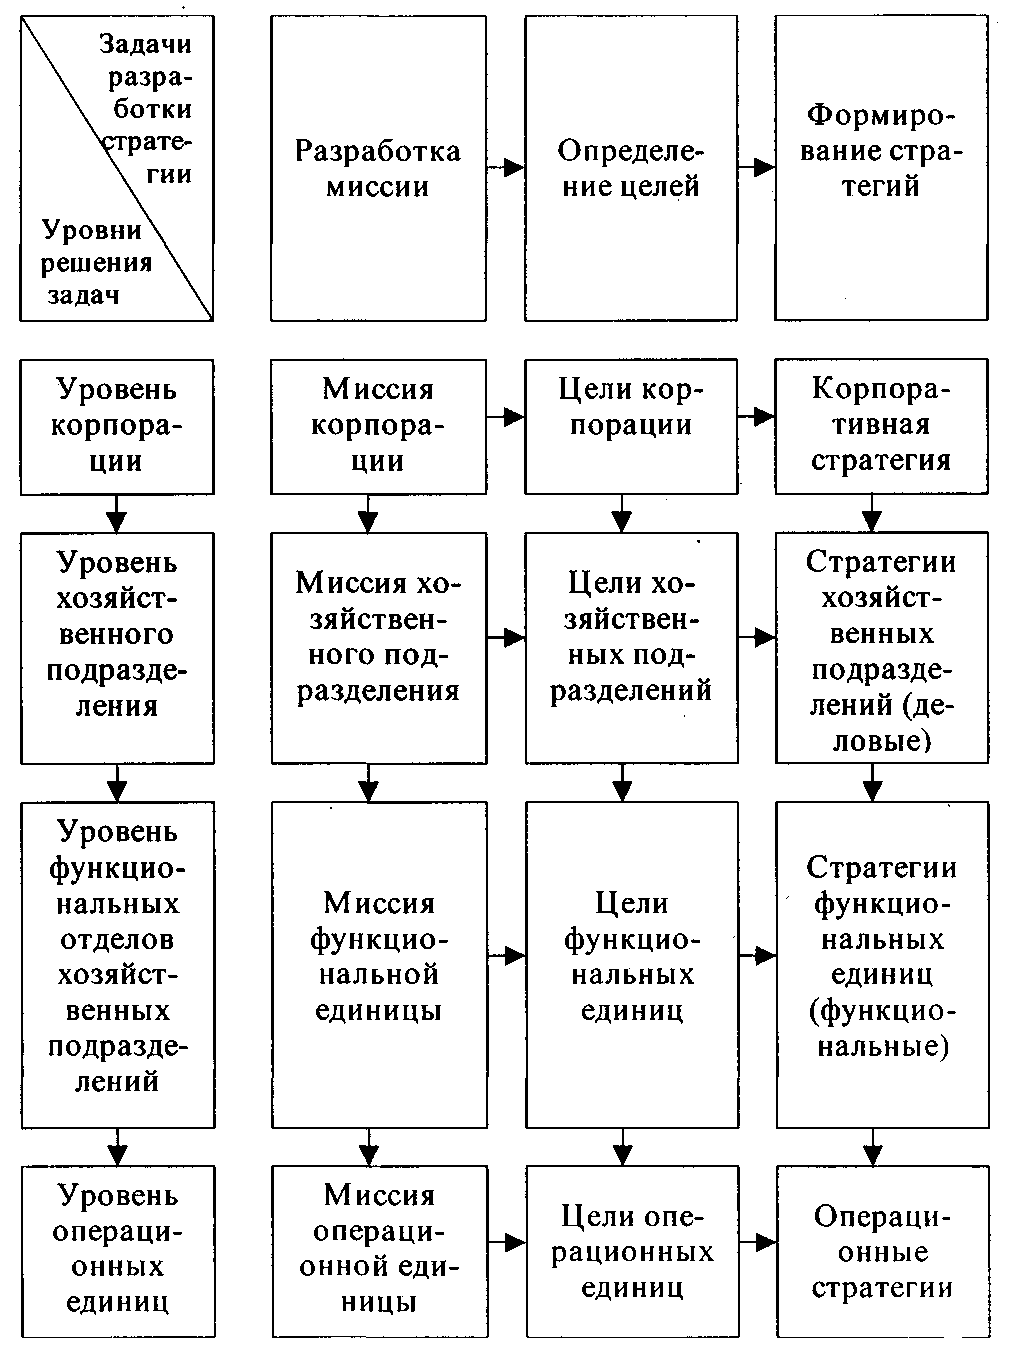 Задачи
разра-
ботки
страте-
гии
Уровни
решения
задач
Разработка
миссии
Определе-
ние целей
Формиро-
вание стра-
тегий
Уровень
корпора-
ции
Миссия
корпора-
ции
Цели кор-
порации
Корпора-
тивная
стратегия
Уровень
хозяйст-
венного
подразде-
ления
Миссия хо-
зяйствен-
ного под-
разделения
Цели хо-
зяйствен-
ных под-
разделений
Стратегии
хозяйст-
венных
подразде-
лений (де-
ловые)
Уровень
функцио-
нальных
отделов
хозяйст-
венных
подразде-
лений
Миссия
функцио-
нальной
единицы
Цели
функцио-
нальных
единиц
Стратегии
функцио-
нальных
единиц
(функцио-
нальные)
Уровень
операци-
онных
единиц
Миссия
операци-
онной еди-
ницы
Цели опе-
рационных
единиц
Операци-
онные
стратегии